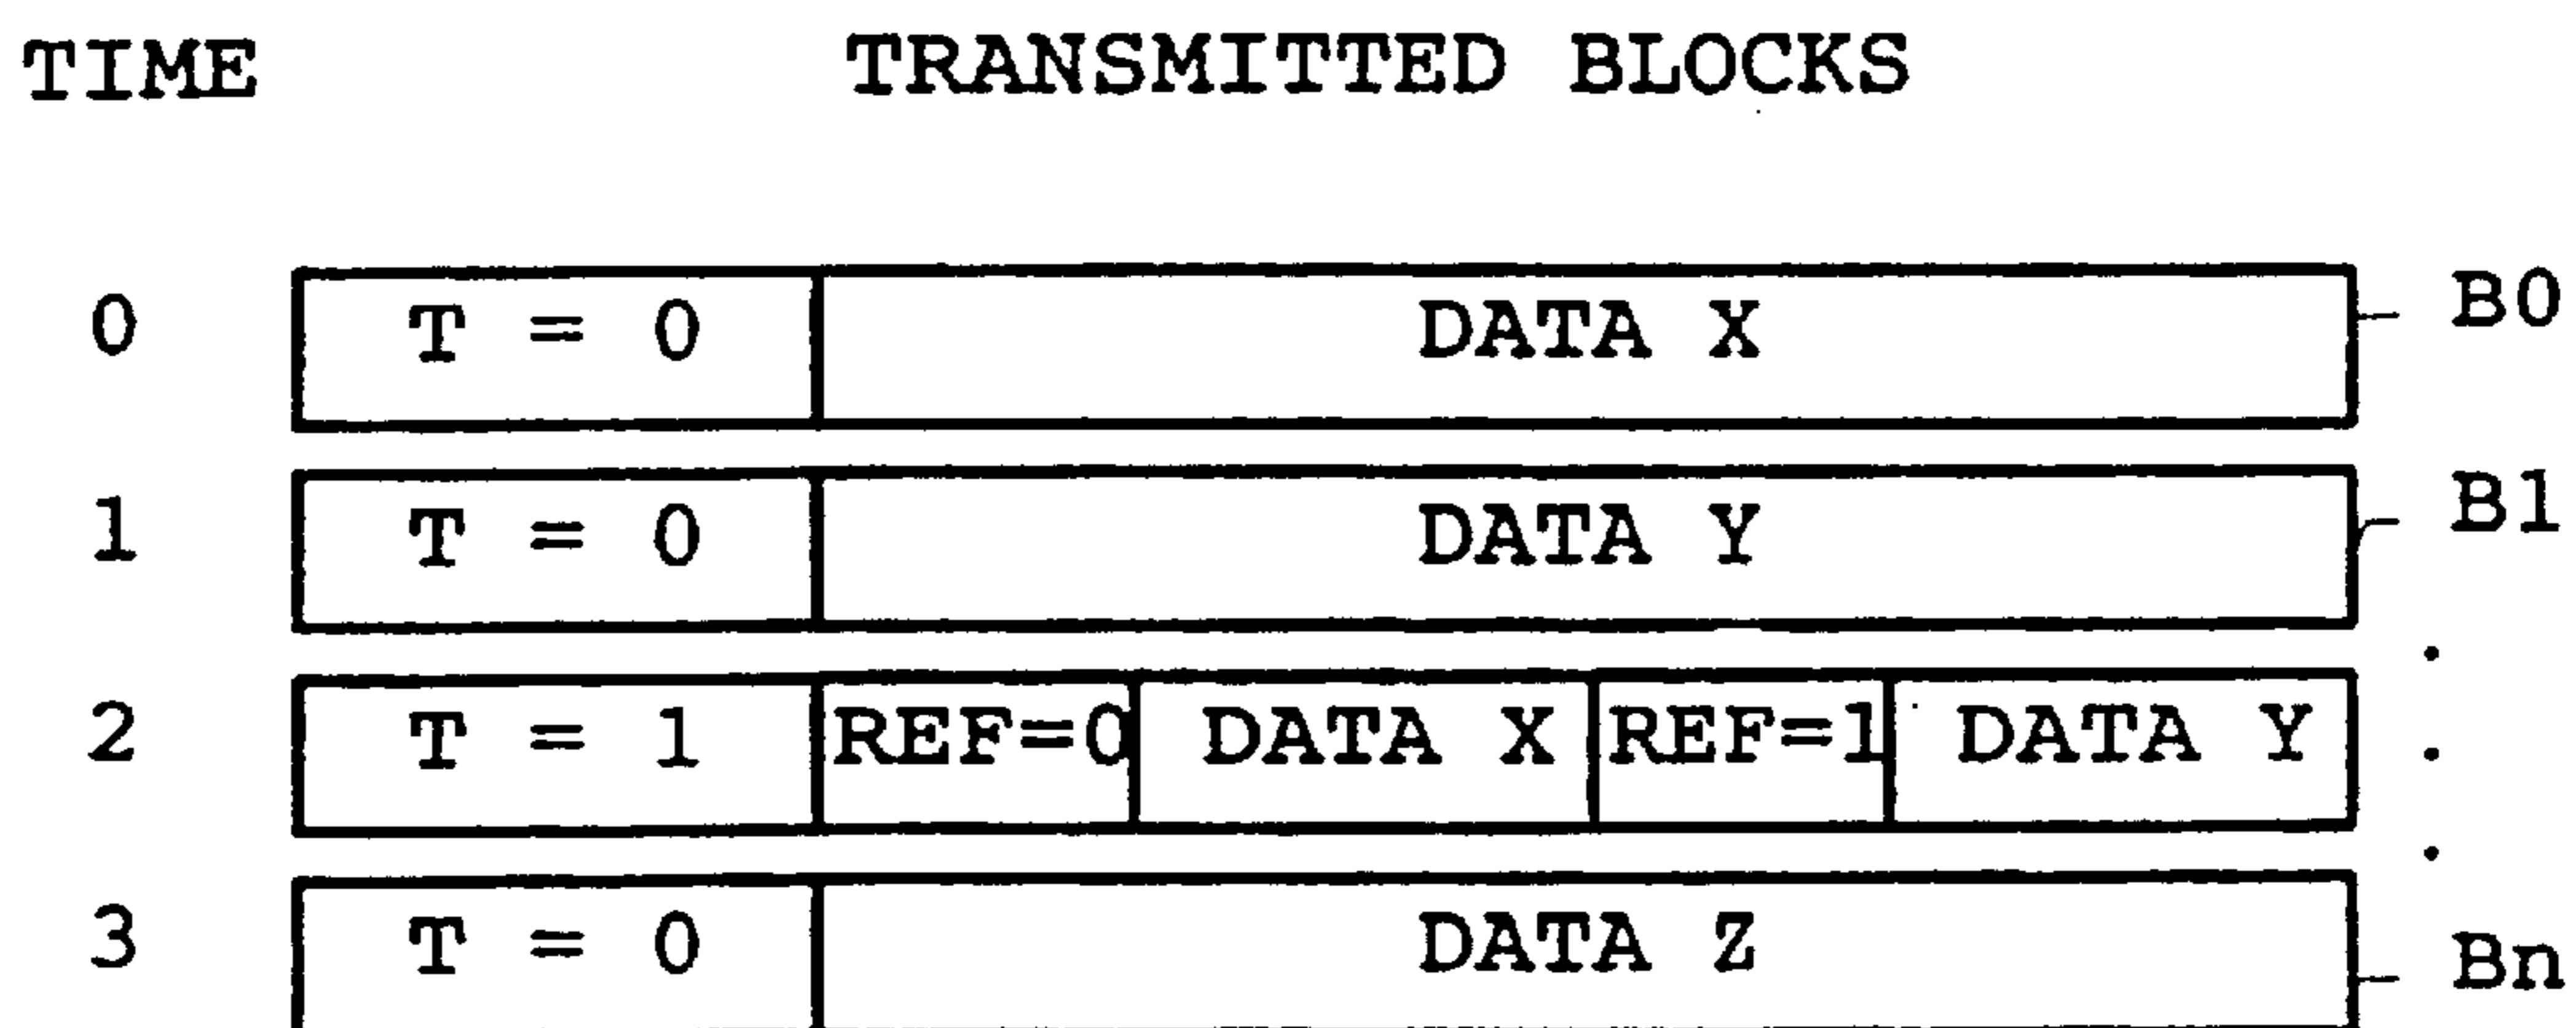 TIME TRANSMITTED BLOCKS
0 T = 0 DATA X B0
1 T = 0 DATA Y B1
2 T = 1 REF=0 DATA X REF=1 DATA Y
3 T = 0 DATA Z Bn